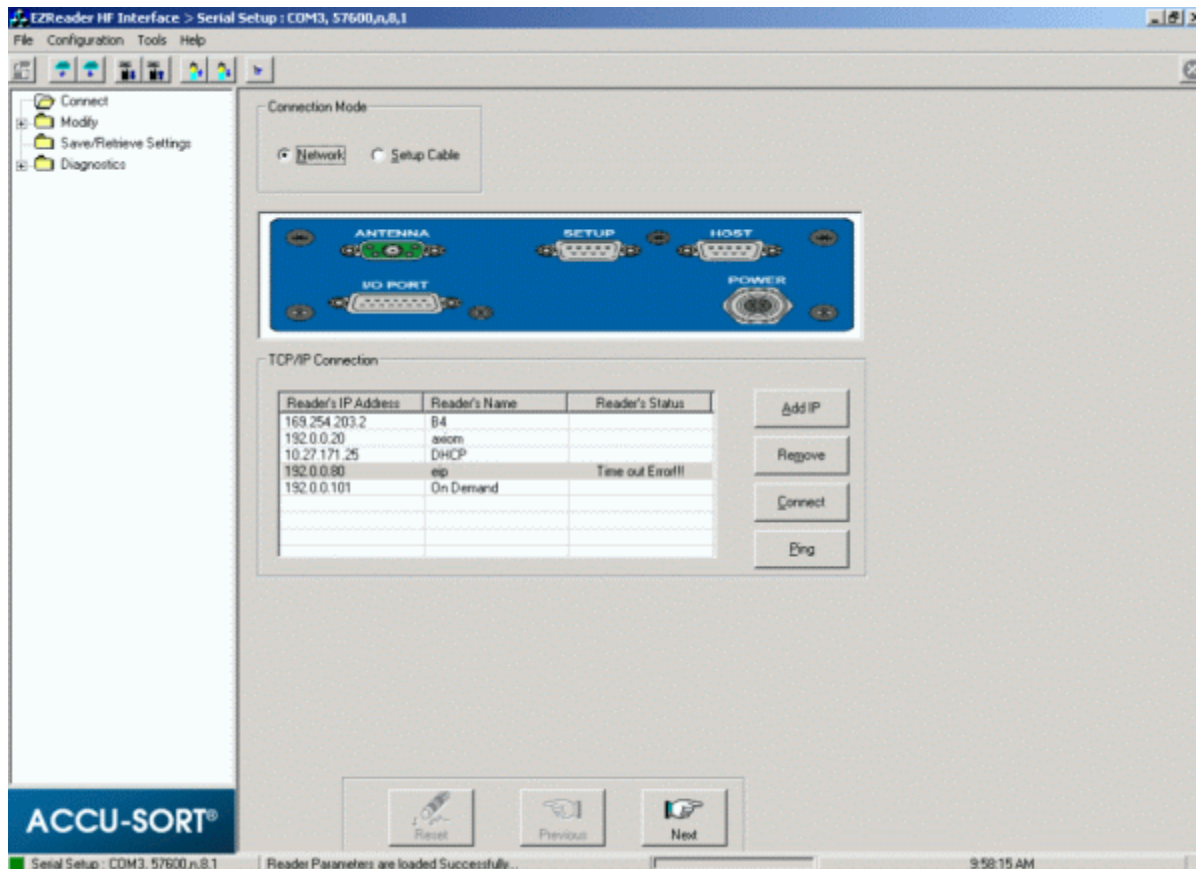 EZReader HF Interface > Serial Setup : COM3, 57600,n,8,1
File Configuration Tools Help
Connect
Modify
Save/Retrieve Settings
Diagnostics
Connection Mode
Network Setup Cable
ANTENNA SETUP HOST
I/O PORT POWER
TCP/IP Connection
Reader's IP Address Reader's Name Reader's Status
169.254.203.2 B4
192.0.0.20 axiom
10.27.171.25 DHCP
192.0.0.80 eip Time out Error!!!
192.0.0.101 On Demand
Add IP
Remove
Connect
Ping
ACCU-SORT®
Reset Previous Next
Serial Setup : COM3, 57600,n,8,1 Reader Parameters are loaded Successfully... 9:58:15 AM